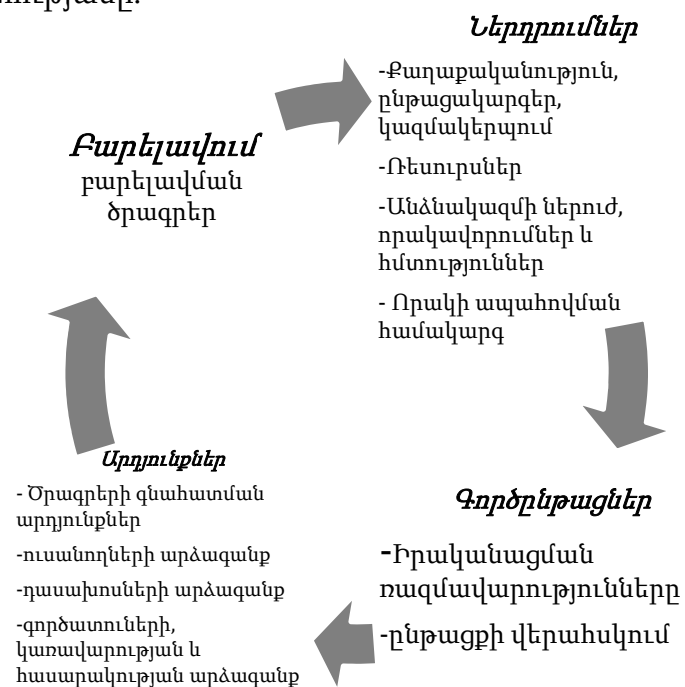 Ներդրումներ
-Քաղաքականություն,
ընթացակարգեր,
կազմակերպում
-Ռեսուրսներ
-Անձնակազմի ներուժ,
որակավորումներ և
հմտություններ
- Որակի ապահովման
համակարգ
Գործընթացներ
-Իրականացման
ռազմավարությունները
-ընթացքի վերահսկում
Արդյունքներ
- Ծրագրերի գնահատման
արդյունքներ
-ուսանողների արձագանք
-դասախոսների արձագանք
-գործատուների,
կառավարության և
հասարակության արձագանք
Բարելավում
բարելավման
ծրագրեր